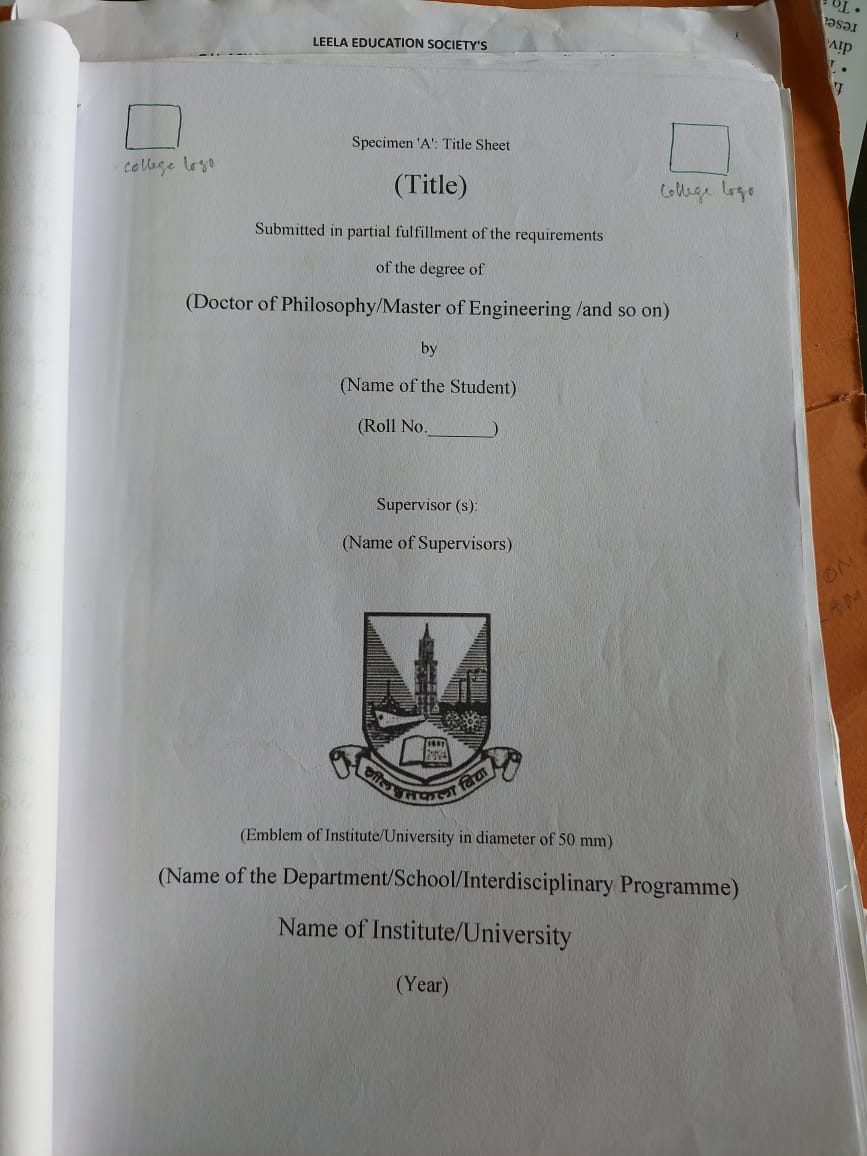 LEELA EDUCATION SOCIETY'S
college logo
college logo
Specimen 'A': Title Sheet
(Title)
Submitted in partial fulfillment of the requirements
of the degree of
(Doctor of Philosophy/Master of Engineering /and so on)
by
(Name of the Student)
(Roll No.______)
Supervisor (s):
(Name of Supervisors)
1857
शीलवृतफला विद्या
(Emblem of Institute/University in diameter of 50 mm)
(Name of the Department/School/Interdisciplinary Programme)
Name of Institute/University
(Year)